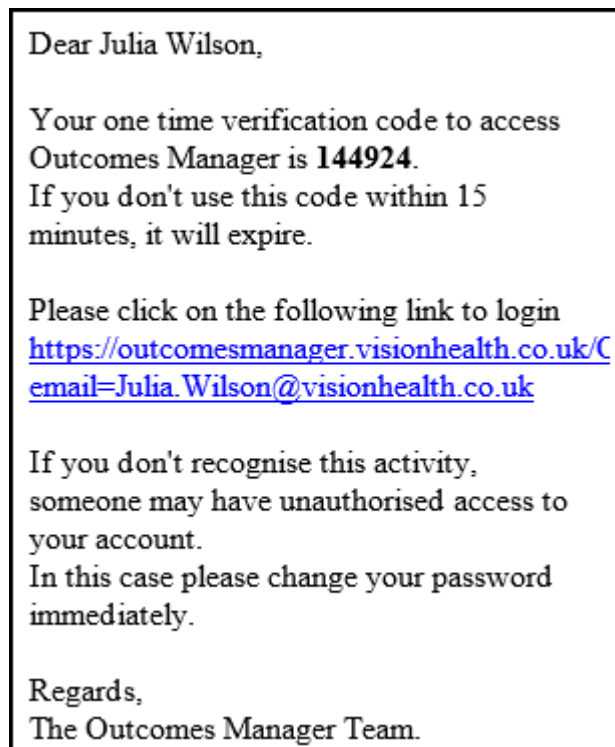 Dear Julia Wilson,
Your one time verification code to access
Outcomes Manager is 144924.
If you don't use this code within 15
minutes, it will expire.
Please click on the following link to login
https://outcomesmanager.visionhealth.co.uk/
email=Julia.Wilson@visionhealth.co.uk
If you don't recognise this activity,
someone may have unauthorised access to
your account.
In this case please change your password
immediately.
Regards,
The Outcomes Manager Team.